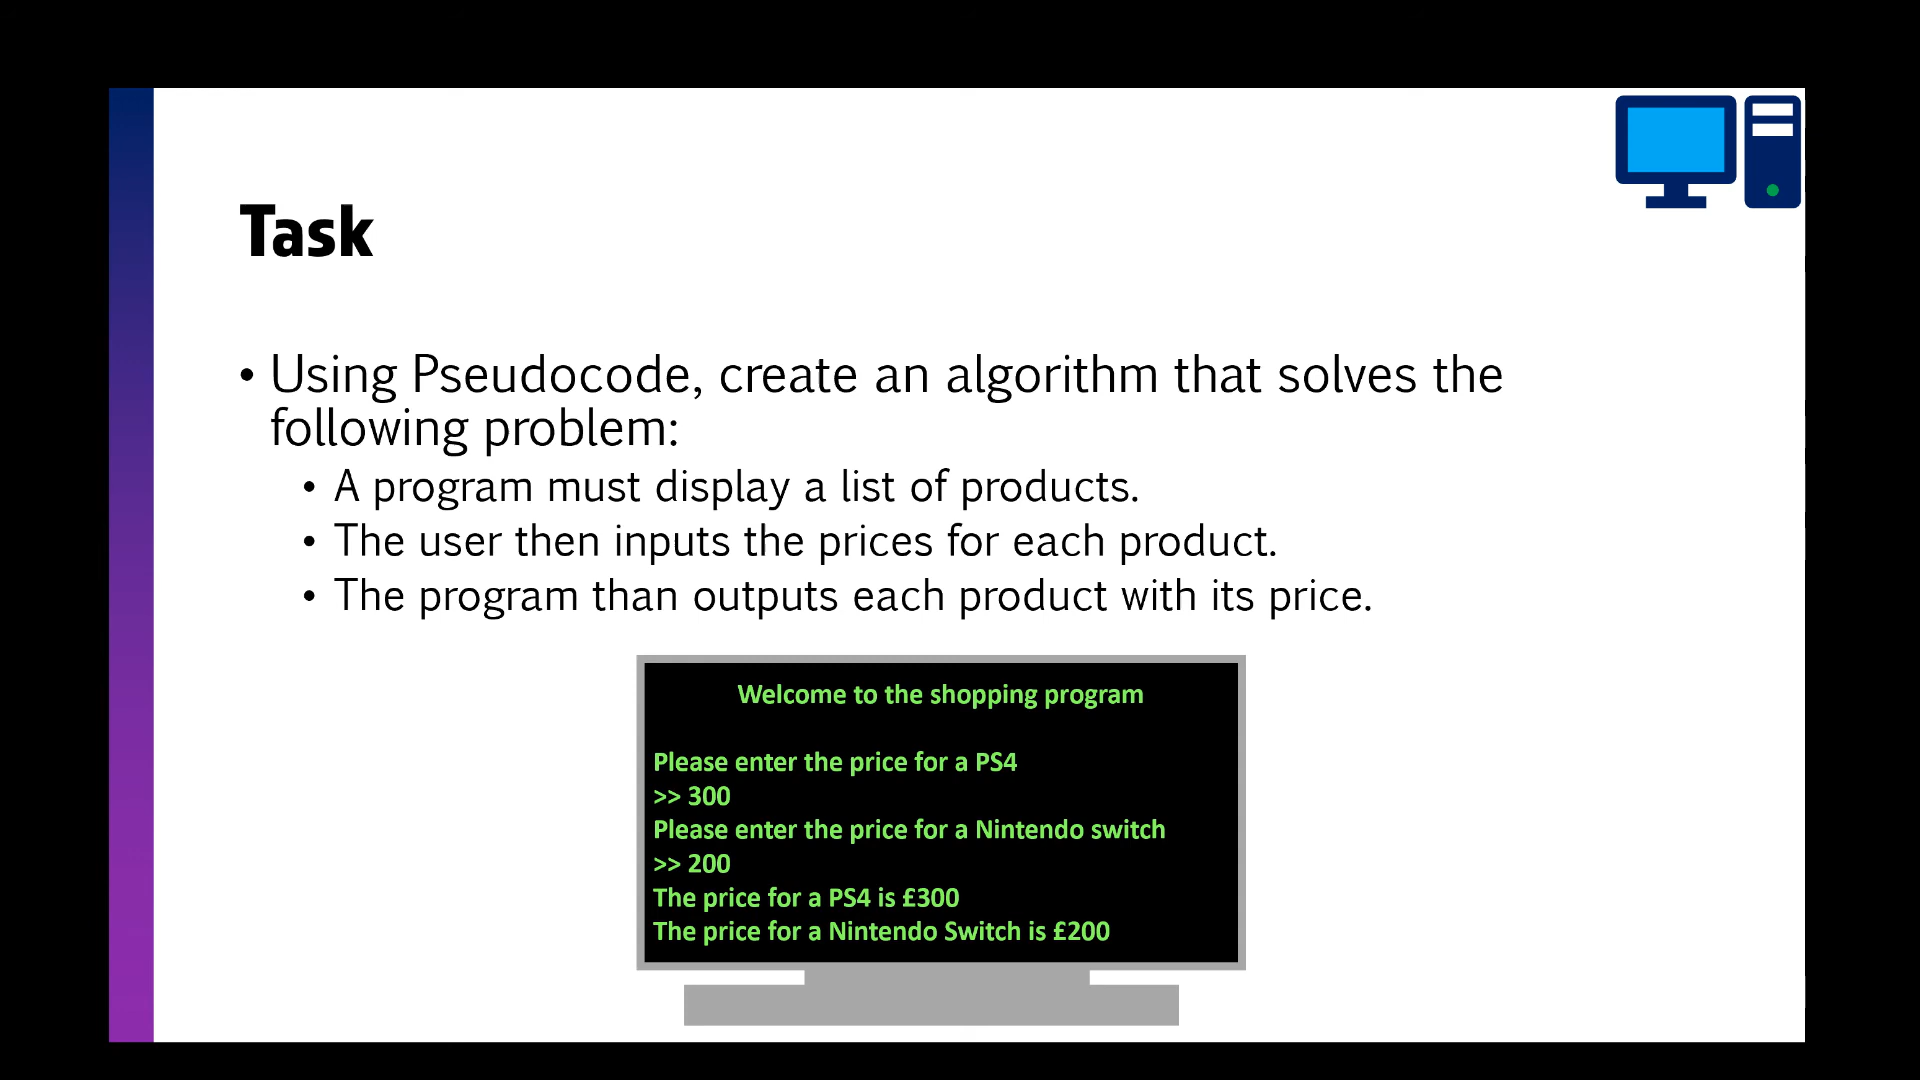 Task
• Using Pseudocode, create an algorithm that solves the
following problem:
• A program must display a list of products.
• The user then inputs the prices for each product.
• The program than outputs each product with its price.
Welcome to the shopping program
Please enter the price for a PS4
>> 300
Please enter the price for a Nintendo switch
>> 200
The price for a PS4 is £300
The price for a Nintendo Switch is £200